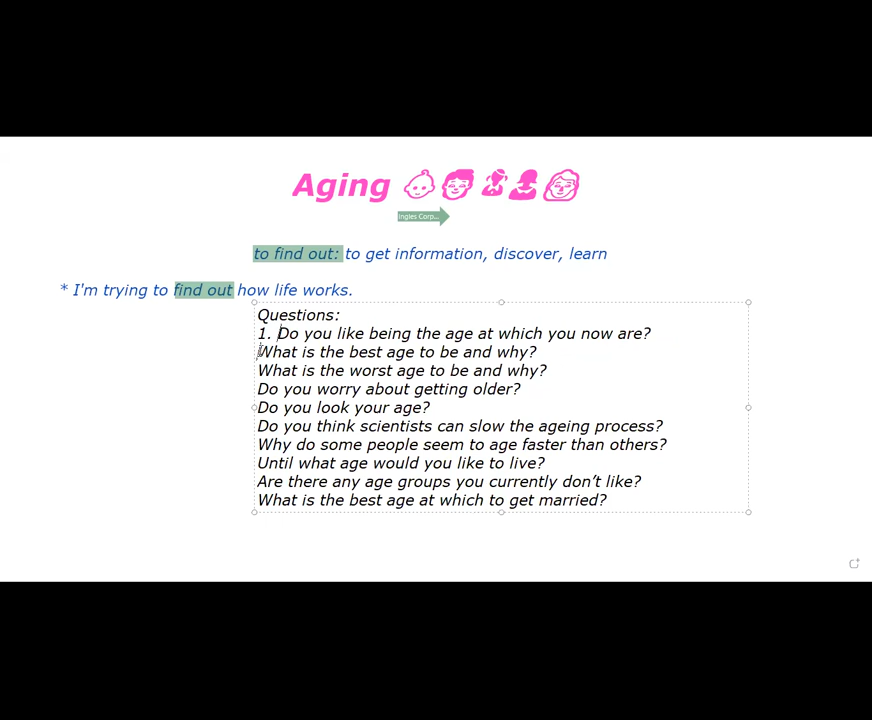 Aging
Ingles Corp...
to find out: to get information, discover, learn
* I'm trying to find out how life works.
Questions:
1. Do you like being the age at which you now are?
What is the best age to be and why?
What is the worst age to be and why?
Do you worry about getting older?
Do you look your age?
Do you think scientists can slow the ageing process?
Why do some people seem to age faster than others?
Until what age would you like to live?
Are there any age groups you currently don’t like?
What is the best age at which to get married?